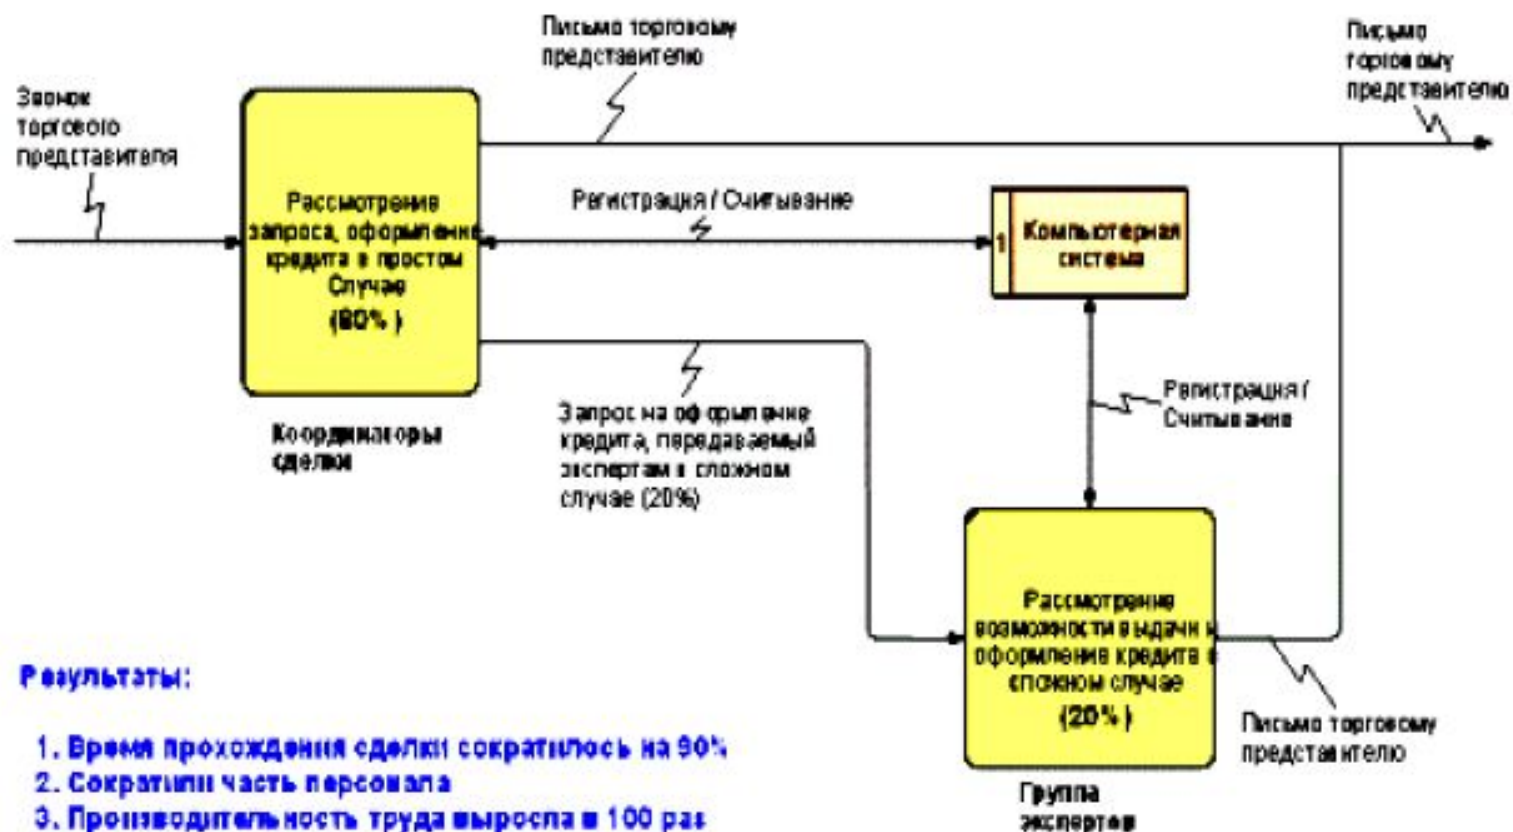 Письмо торговому
представителю
Письмо
торговому
представителю
Звонок
торгового
представителя
Рассмотрение
запроса, оформление
кредита в простом
Случае
(80%)
Регистрация / Считывание
1
Компьютерная
система
Координаторы
сделки
Запрос на оформление
кредита, передаваемый
экспертам в сложном
случае (20%)
Регистрация /
Считывание
Рассмотрение
возможности выдачи и
оформление кредита в
сложном случае
(20%)
Письмо торговому
представителю
Группа
экспертов
Результаты:
1. Время прохождения сделки сократилось на 90%
2. Сократили часть персонала
3. Производительность труда выросла в 100 раз